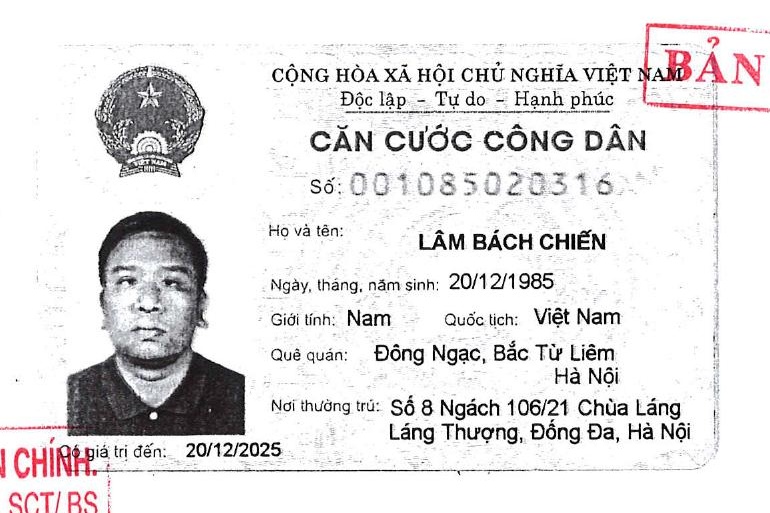 BẢN
CỘNG HÒA XÃ HỘI CHỦ NGHĨA VIỆT NAM
Độc lập - Tự do - Hạnh phúc
CĂN CƯỚC CÔNG DÂN
VIỆT NAM
Số: 001085020316
Họ và tên:
LÂM BÁCH CHIẾN
Ngày, tháng, năm sinh: 20/12/1985
Giới tính: Nam Quốc tịch: Việt Nam
Quê quán: Đông Ngạc, Bắc Từ Liêm
Hà Nội
Nơi thường trú: Số 8 Ngách 106/21 Chùa Láng
Láng Thượng, Đống Đa, Hà Nội
Có giá trị đến: 20/12/2025
N CHÍNH.
SCT/BS